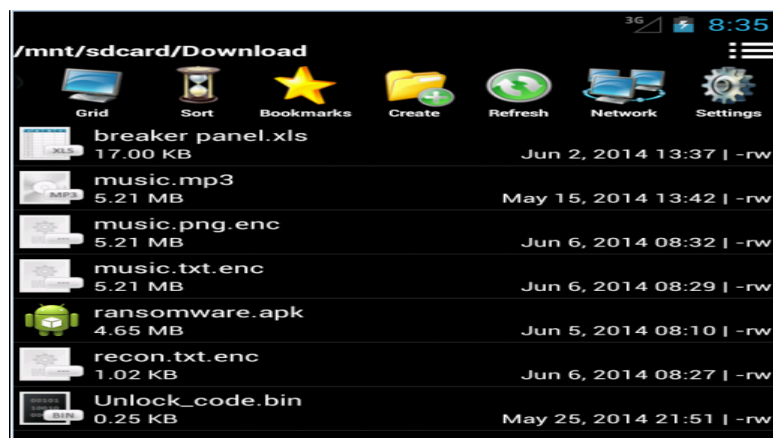 3G 8:35
/mnt/sdcard/Download
Grid Sort Bookmarks Create Refresh Network Settings
breaker panel.xls
XLS
17.00 KB Jun 2, 2014 13:37 | -rw
music.mp3
MP3
5.21 MB May 15, 2014 13:42 | -rw
music.png.enc
5.21 MB Jun 6, 2014 08:32 | -rw
music.txt.enc
5.21 MB Jun 6, 2014 08:29 | -rw
ransomware.apk
4.65 MB Jun 5, 2014 08:10 | -rw
recon.txt.enc
1.02 KB Jun 6, 2014 08:27 | -rw
Unlock_code.bin
BIN
0.25 KB May 25, 2014 21:51 | -rw